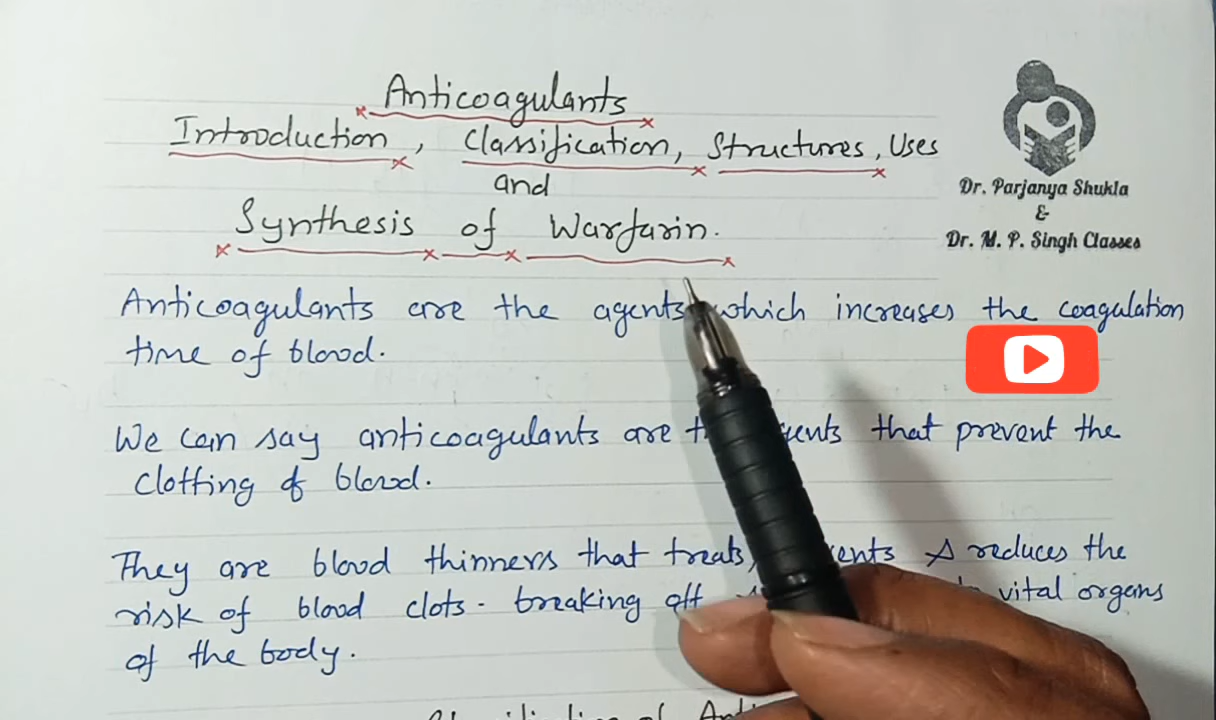 Anticoagulants
Introduction, Classification, Structures, Uses
and
Synthesis of Warfarin.
Dr. Parjanya Shukla
&
Dr. M. P. Singh Classes
Anticoagulants are the agents which increases the coagulation
time of blood.
We can say anticoagulants are that prevent the
clotting of blood.
They are blood thinners that treats, & reduces the
risk of blood clots. breaking off vital organs
of the body.
of